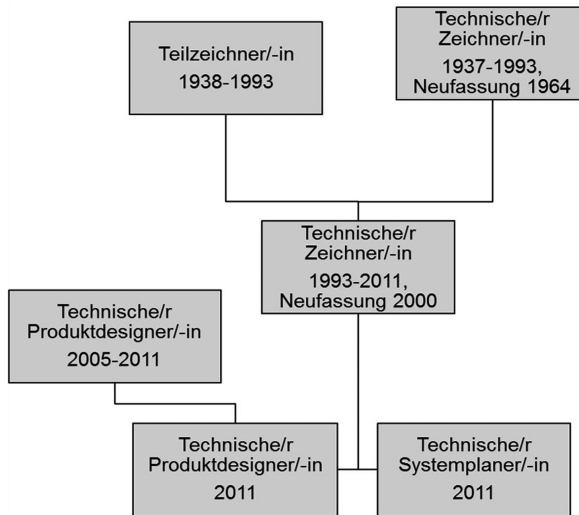 Teilzeichner/-in
1938-1993
Technische/r
Zeichner/-in
1937-1993,
Neufassung 1964
Technische/r
Zeichner/-in
1993-2011,
Neufassung 2000
Technische/r
Produktdesigner/-in
2005-2011
Technische/r
Produktdesigner/-in
2011
Technische/r
Systemplaner/-in
2011